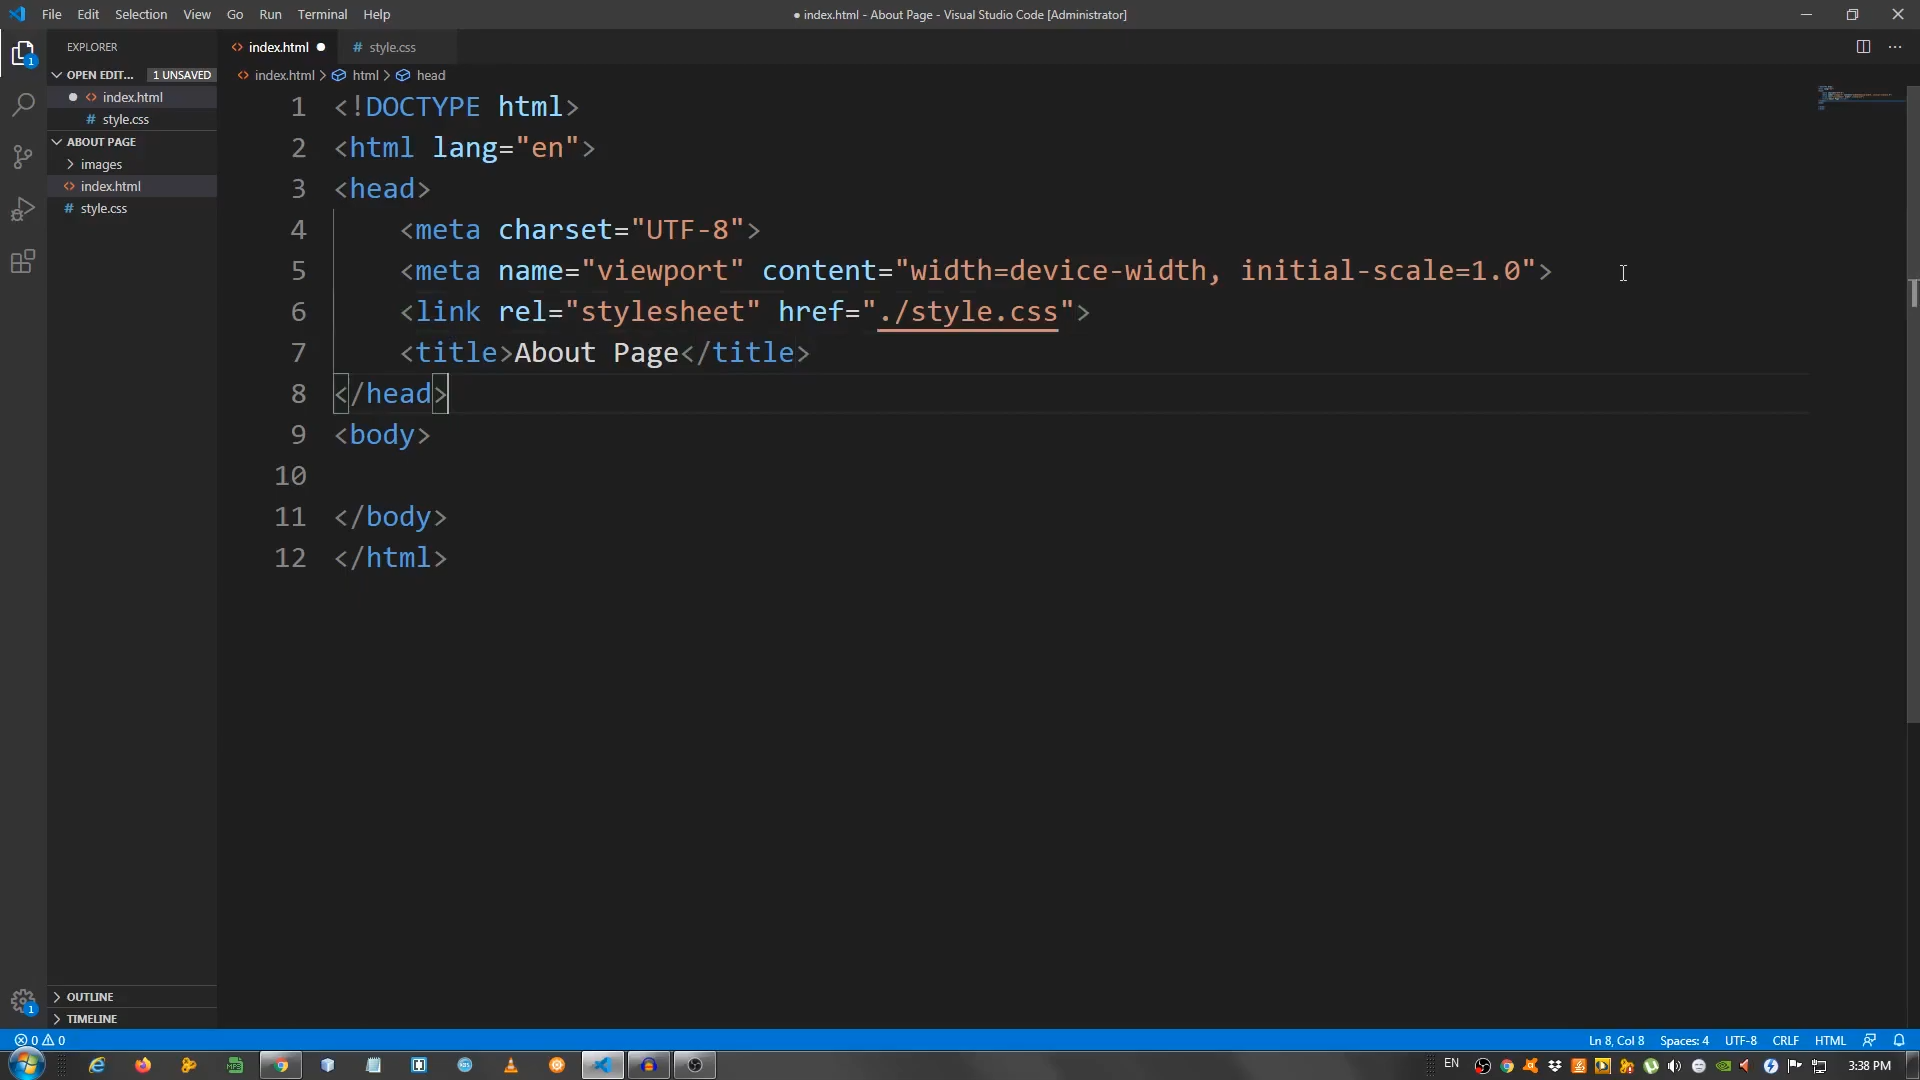 File Edit Selection View Go Run Terminal Help
● index.html - About Page - Visual Studio Code [Administrator]
EXPLORER
OPEN EDIT... 1 UNSAVED
index.html
style.css
ABOUT PAGE
images
index.html
style.css
OUTLINE
TIMELINE
index.html ● # style.css
index.html > html > head
1 <!DOCTYPE html>
2 <html lang="en">
3 <head>
4 <meta charset="UTF-8">
5 <meta name="viewport" content="width=device-width, initial-scale=1.0">
6 <link rel="stylesheet" href="./style.css">
7 <title>About Page</title>
8 </head>
9 <body>
10
11 </body>
12 </html>
1
1
0 0
Ln 8, Col 8 Spaces: 4 UTF-8 CRLF HTML
EN
3:38 PM